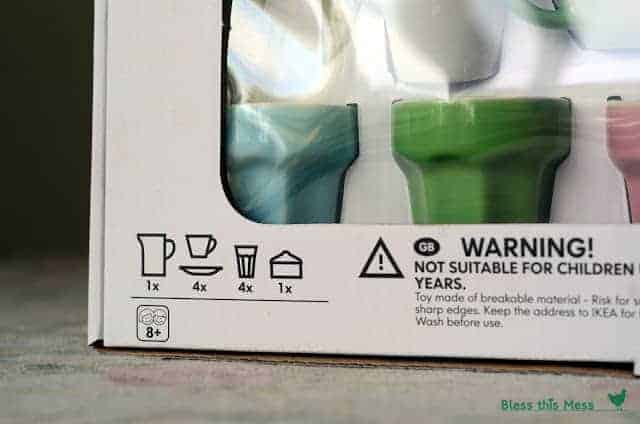 1x 4x 4x 1x
8+
GB WARNING!
NOT SUITABLE FOR CHILDREN
YEARS.
Toy made of breakable material - Risk for
sharp edges. Keep the address to IKEA for
Wash before use.
Bless this Mess